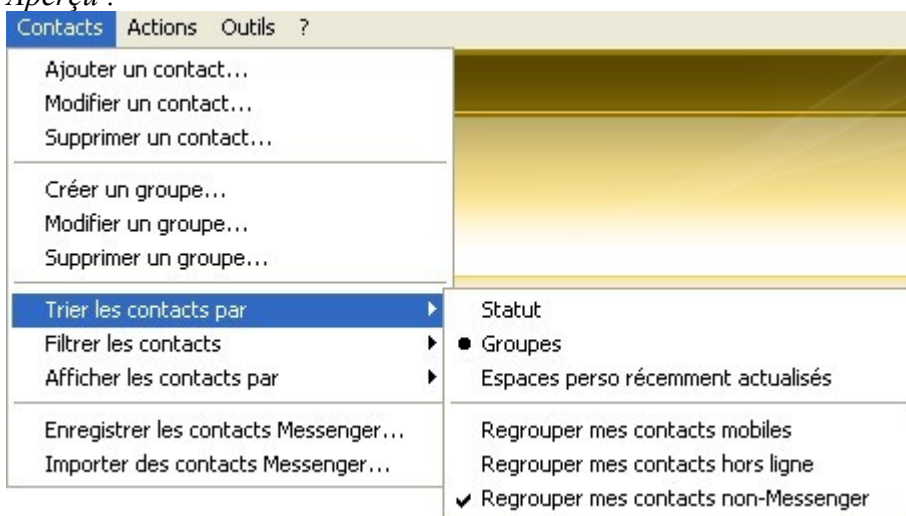 Aperçu :
Contacts Actions Outils ?
Ajouter un contact...
Modifier un contact...
Supprimer un contact...
Créer un groupe...
Modifier un groupe...
Supprimer un groupe...
Trier les contacts par
Filtrer les contacts
Afficher les contacts par
Enregistrer les contacts Messenger...
Importer des contacts Messenger...
Statut
Groupes
Espaces perso récemment actualisés
Regrouper mes contacts mobiles
Regrouper mes contacts hors ligne
Regrouper mes contacts non-Messenger